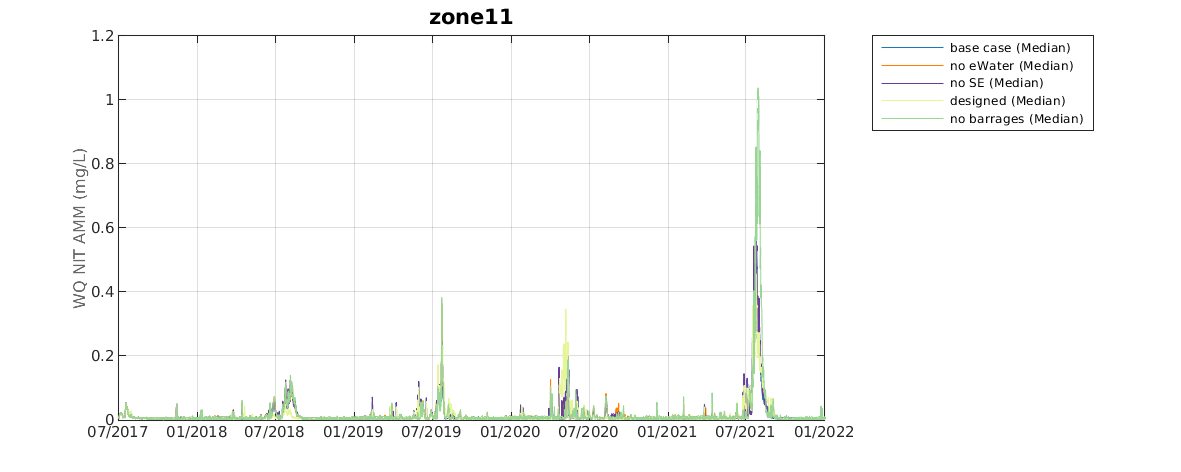 zone11
WQ NIT AMM (mg/L)
1.2
1
0.8
0.6
0.4
0.2
0
07/2017 01/2018 07/2018 01/2019 07/2019 01/2020 07/2020 01/2021 07/2021 01/2022
base case (Median)
no eWater (Median)
no SE (Median)
designed (Median)
no barrages (Median)